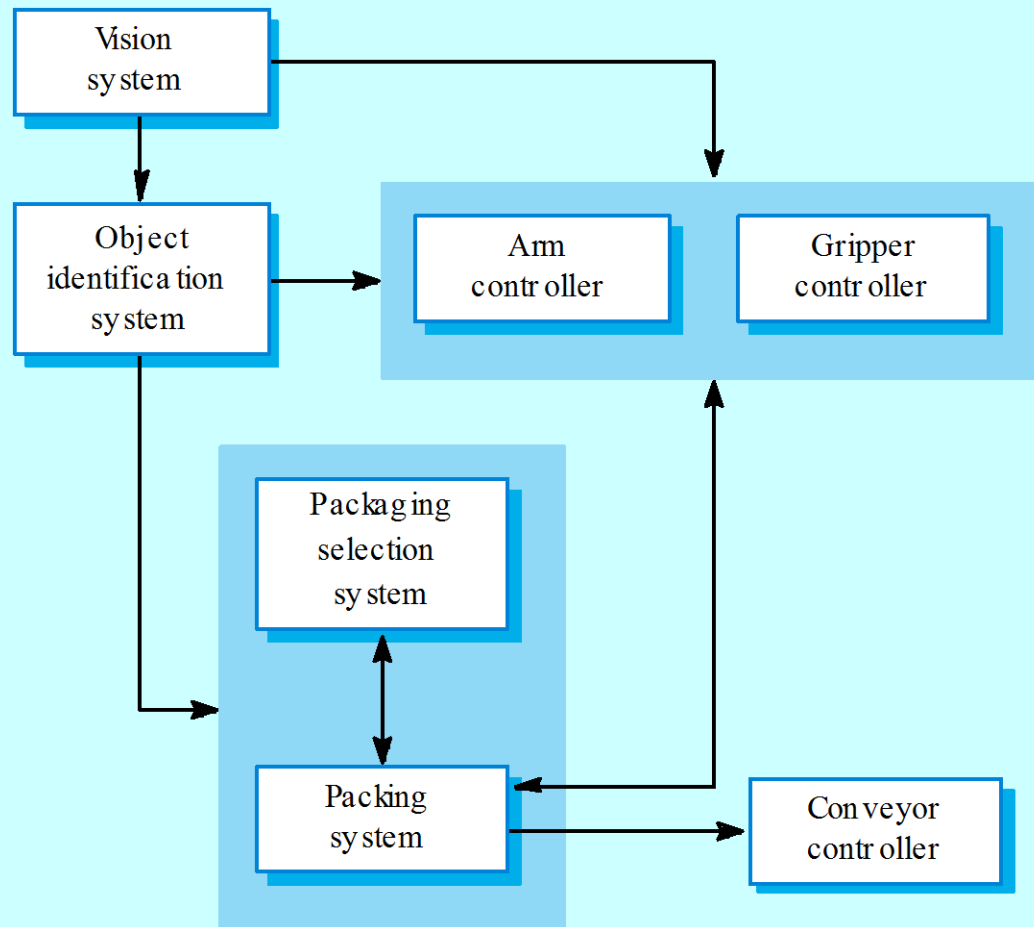 Vision
system
Object
identification
system
Arm
controller
Gripper
controller
Packaging
selection
system
Packing
system
Conveyor
controller